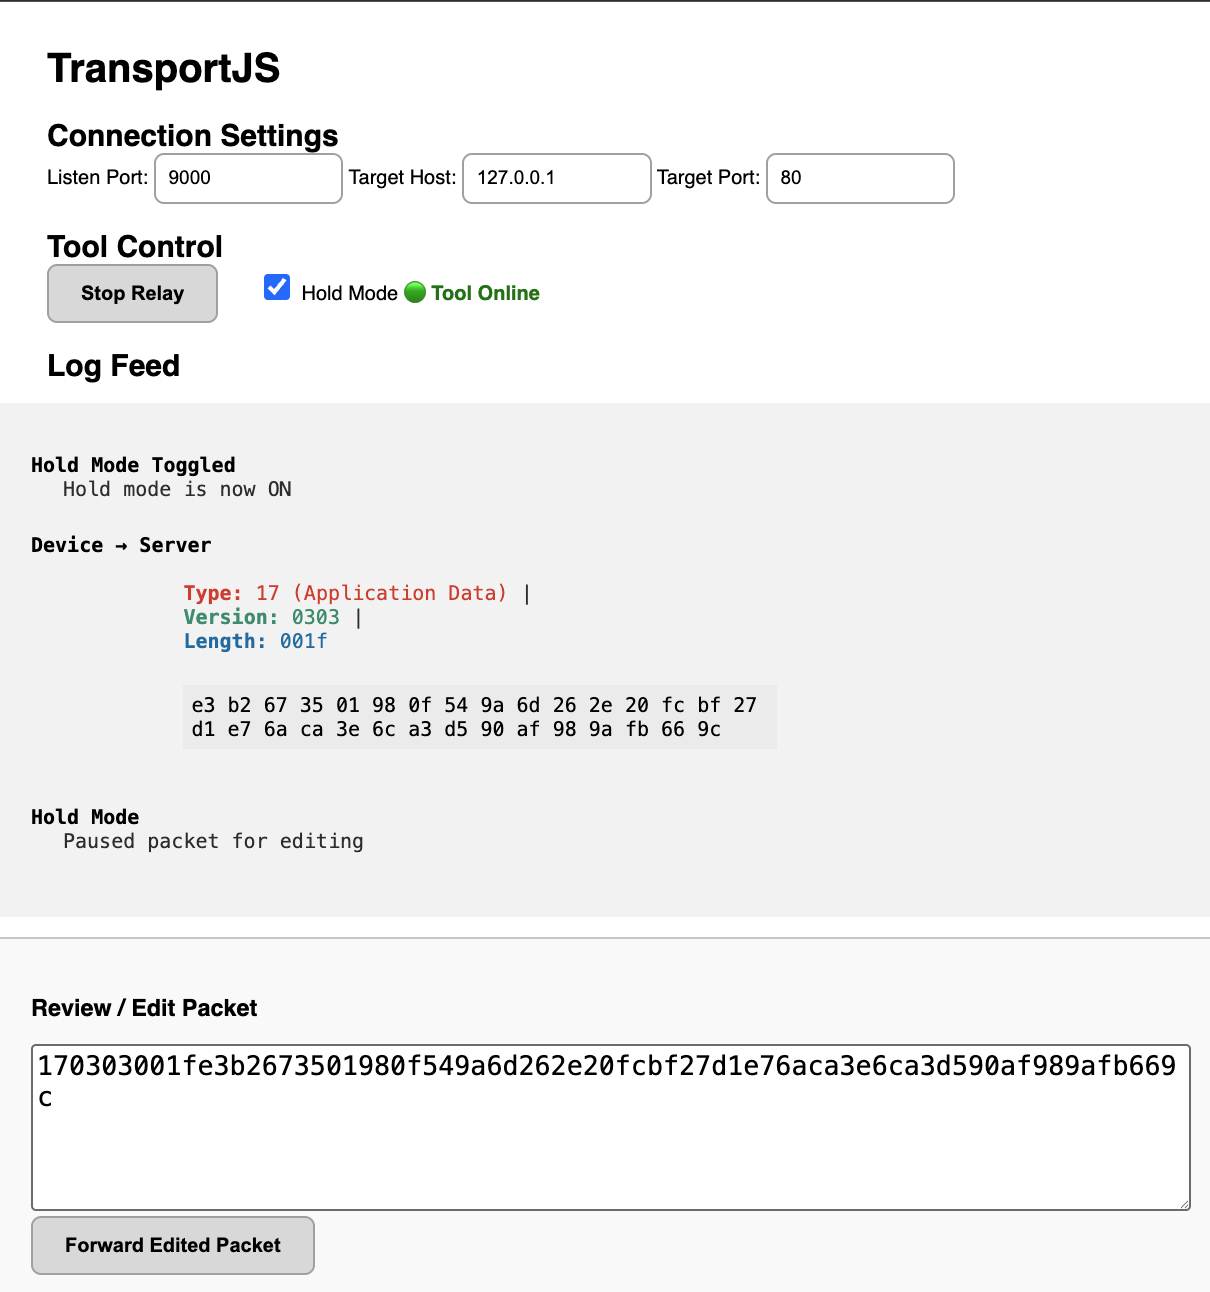 TransportJS
Connection Settings
Listen Port: 9000 Target Host: 127.0.0.1 Target Port: 80
Tool Control
Stop Relay Hold Mode Tool Online
Log Feed
Hold Mode Toggled
Hold mode is now ON
Device → Server
Type: 17 (Application Data) |
Version: 0303 |
Length: 001f
e3 b2 67 35 01 98 0f 54 9a 6d 26 2e 20 fc bf 27
d1 e7 6a ca 3e 6c a3 d5 90 af 98 9a fb 66 9c
Hold Mode
Paused packet for editing
Review / Edit Packet
170303001fe3b2673501980f549a6d262e20fcbf27d1e76aca3e6ca3d590af989afb669
c
Forward Edited Packet